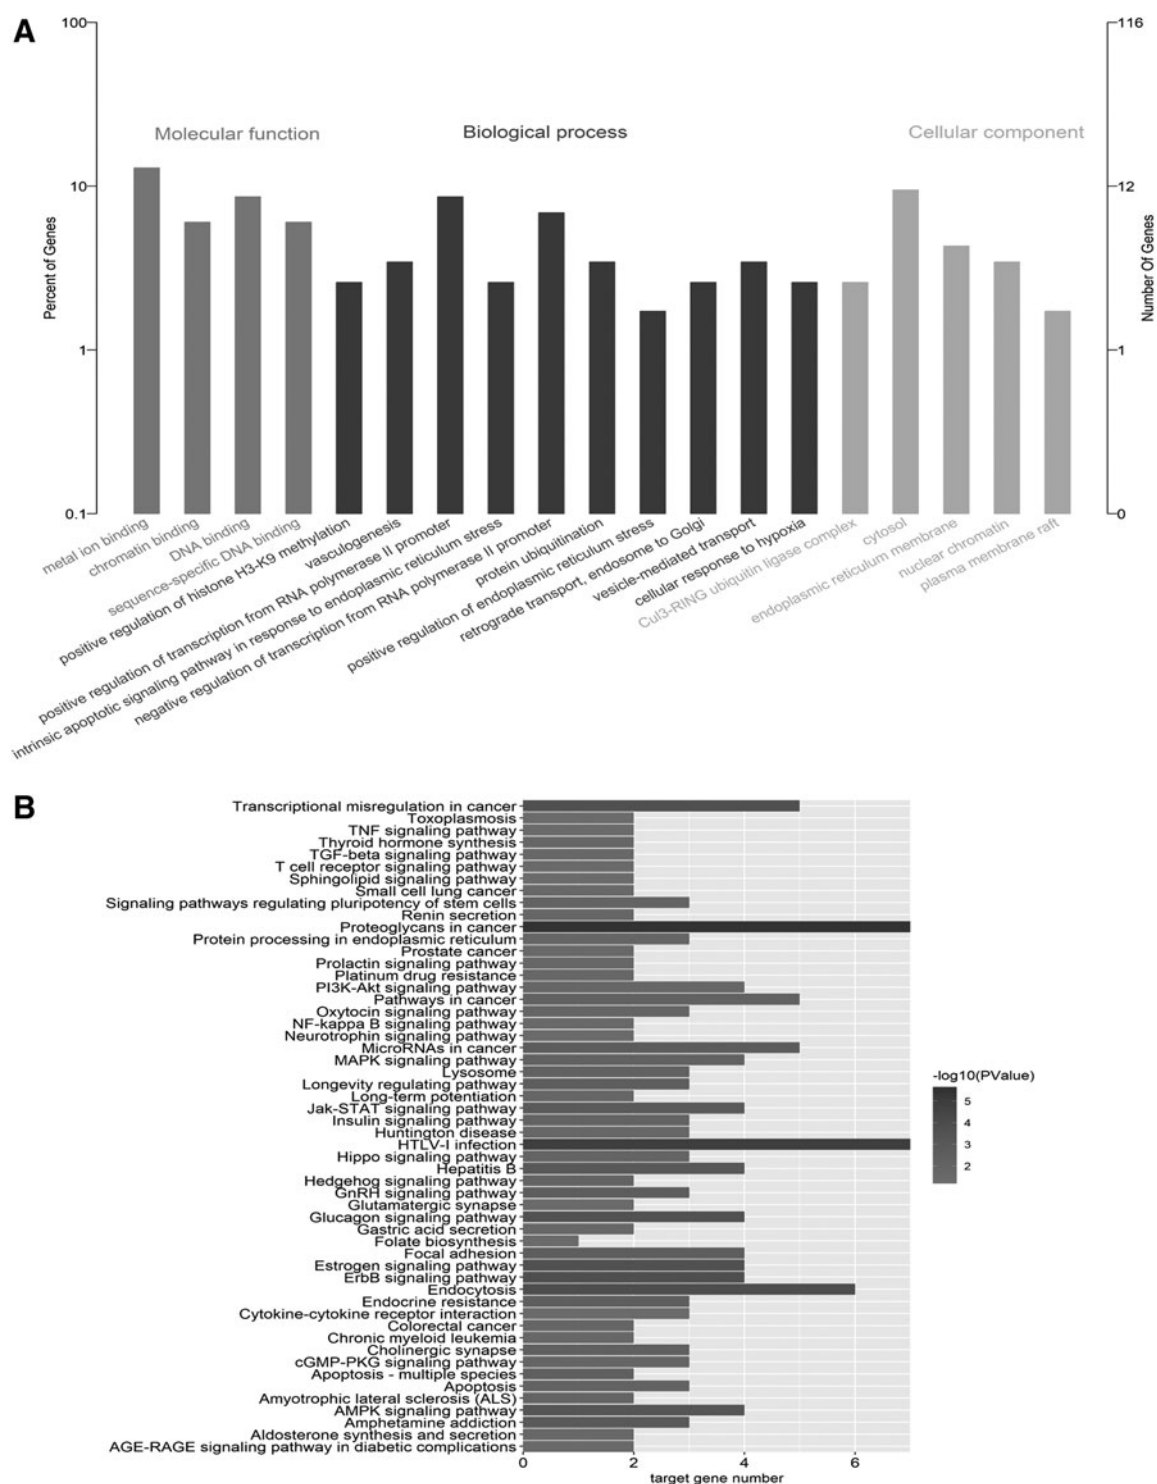 A
100
116
Molecular function
Biological process
Cellular component
10
12
Percent of Genes
Number Of Genes
1
1
0.1
0
metal ion binding
chromatin binding
DNA binding
sequence-specific DNA binding
positive regulation of histone H3-K9 methylation
vasculogenesis
positive regulation of transcription from RNA polymerase II promoter
intrinsic apoptotic signaling pathway in response to endoplasmic reticulum stress
negative regulation of transcription from RNA polymerase II promoter
protein ubiquitination
positive regulation of endoplasmic reticulum stress
retrograde transport, endosome to Golgi
vesicle-mediated transport
cellular response to hypoxia
Cul3-RING ubiquitin ligase complex
cytosol
endoplasmic reticulum membrane
nuclear chromatin
plasma membrane raft
B
Transcriptional misregulation in cancer
Toxoplasmosis
TNF signaling pathway
Thyroid hormone synthesis
TGF-beta signaling pathway
T cell receptor signaling pathway
Sphingolipid signaling pathway
Small cell lung cancer
Signaling pathways regulating pluripotency of stem cells
Renin secretion
Proteoglycans in cancer
Protein processing in endoplasmic reticulum
Prostate cancer
Prolactin signaling pathway
Platinum drug resistance
PI3K-Akt signaling pathway
Pathways in cancer
Oxytocin signaling pathway
NF-kappa B signaling pathway
Neurotrophin signaling pathway
MicroRNAs in cancer
MAPK signaling pathway
Lysosome
Longevity regulating pathway
Long-term potentiation
Jak-STAT signaling pathway
Insulin signaling pathway
Huntington disease
HTLV-I infection
Hippo signaling pathway
Hepatitis B
Hedgehog signaling pathway
GnRH signaling pathway
Glutamatergic synapse
Glucagon signaling pathway
Gastric acid secretion
Folate biosynthesis
Focal adhesion
Estrogen signaling pathway
ErbB signaling pathway
Endocytosis
Endocrine resistance
Cytokine-cytokine receptor interaction
Colorectal cancer
Chronic myeloid leukemia
Cholinergic synapse
cGMP-PKG signaling pathway
Apoptosis - multiple species
Apoptosis
Amyotrophic lateral sclerosis (ALS)
AMPK signaling pathway
Amphetamine addiction
Aldosterone synthesis and secretion
AGE-RAGE signaling pathway in diabetic complications
0 2 4 6
target gene number
-log10(PValue)
5
4
3
2